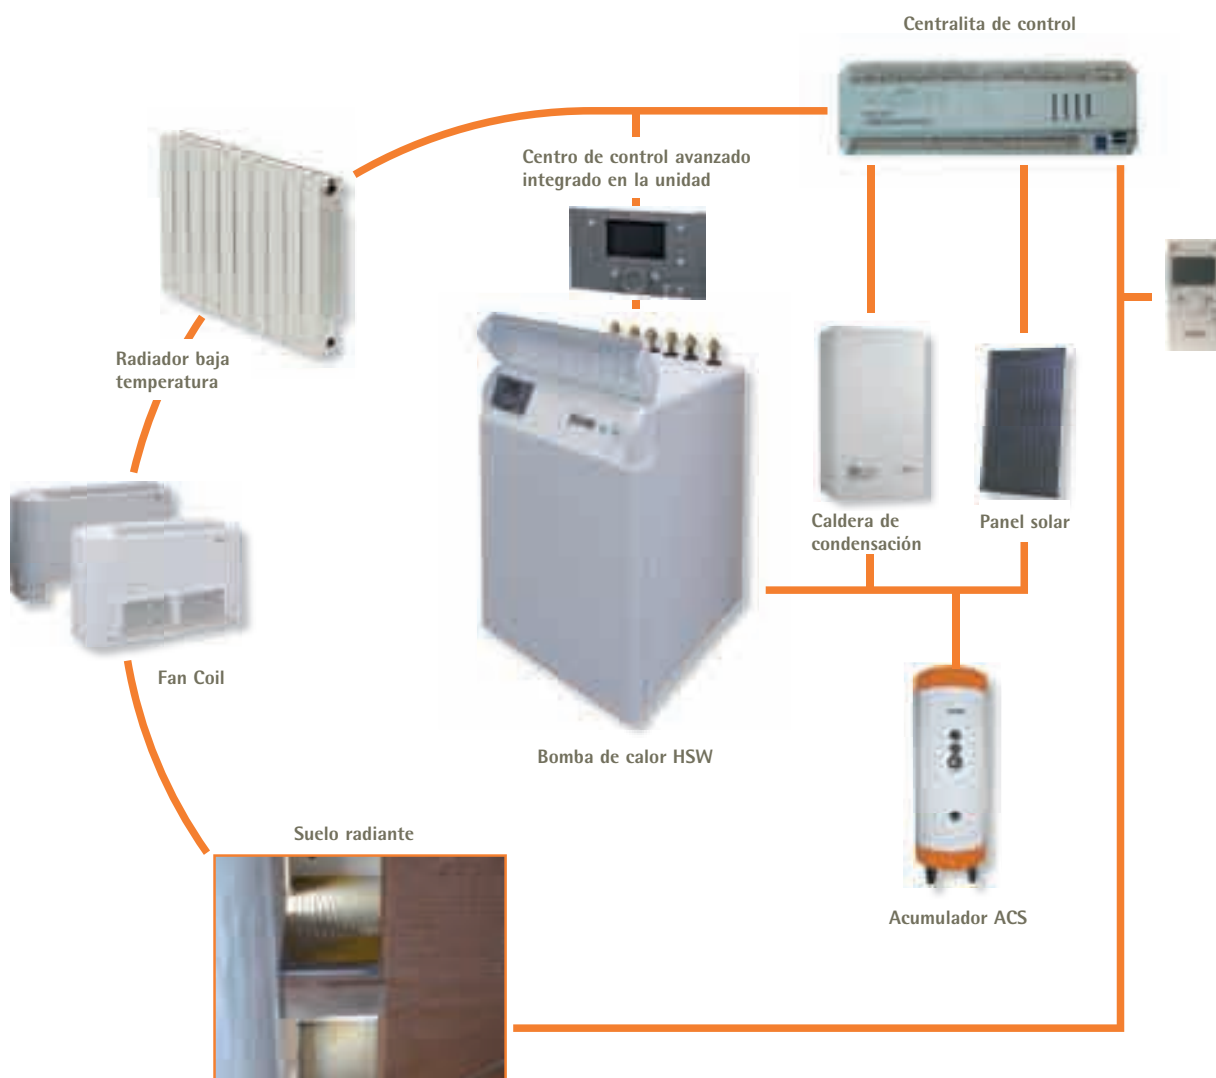 Centralita de control
Centro de control avanzado
integrado en la unidad
Radiador baja
temperatura
Caldera de
condensación
Panel solar
Fan Coil
Bomba de calor HSW
Suelo radiante
Acumulador ACS